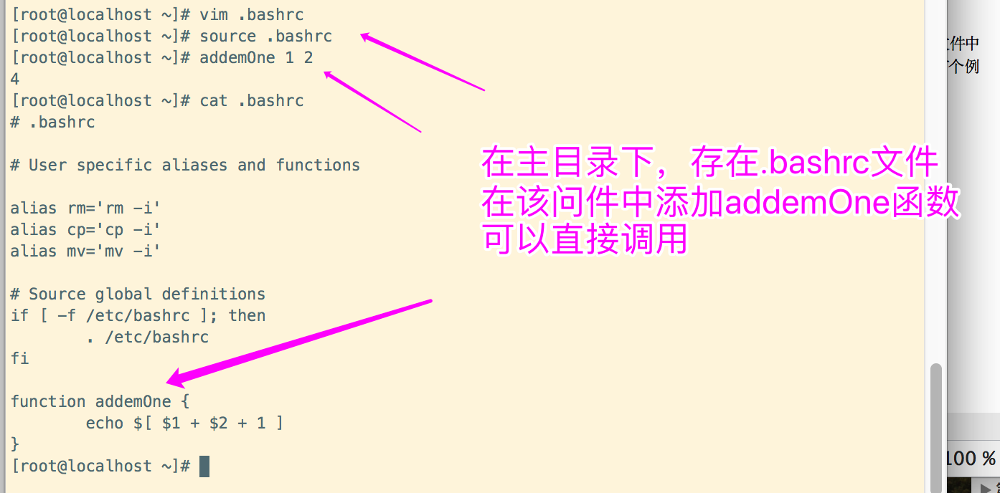 [root@localhost ~]# vim .bashrc
[root@localhost ~]# source .bashrc
[root@localhost ~]# addemOne 1 2
4
[root@localhost ~]# cat .bashrc
# .bashrc
# User specific aliases and functions
alias rm='rm -i'
alias cp='cp -i'
alias mv='mv -i'
# Source global definitions
if [ -f /etc/bashrc ]; then
        . /etc/bashrc
fi
function addemOne {
        echo $[ $1 + $2 + 1 ]
}
[root@localhost ~]#
在主目录下，存在.bashrc文件
在该问件中添加addemOne函数
可以直接调用
件中
个例
100 %